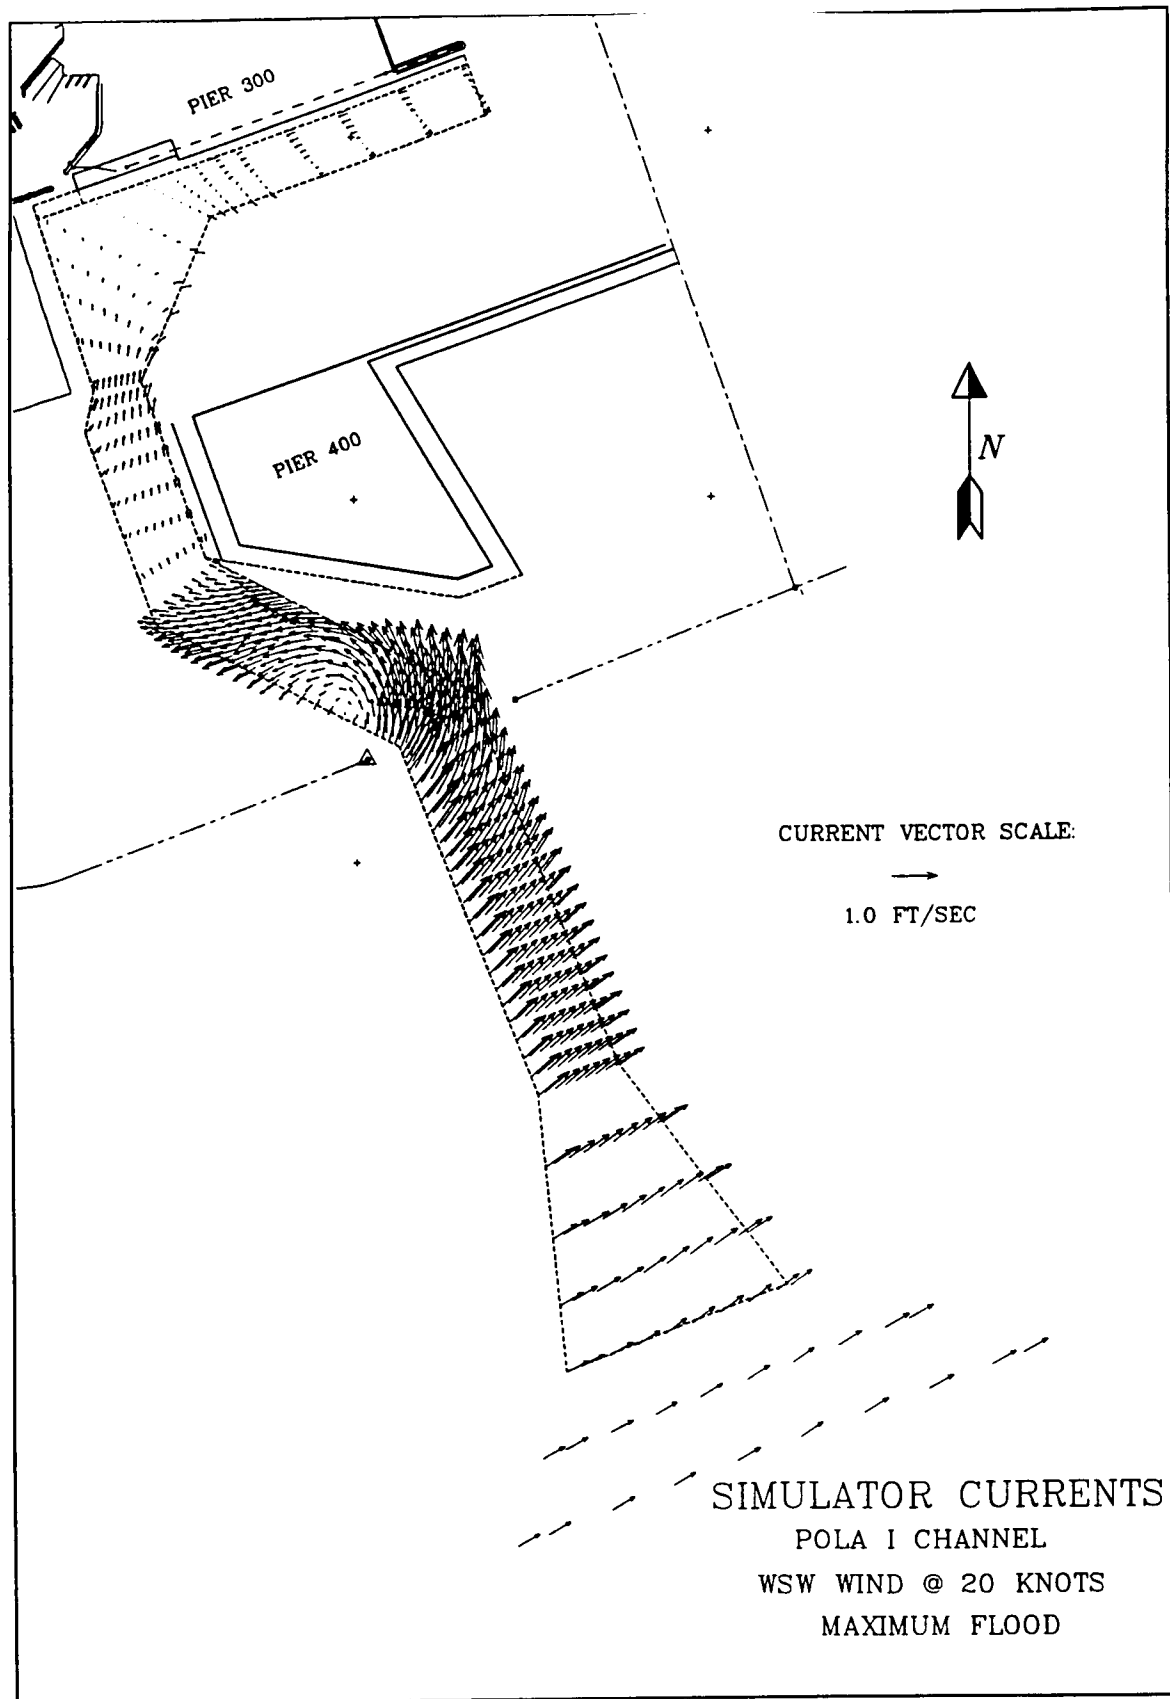 PIER 300
PIER 400
N
CURRENT VECTOR SCALE:
1.0 FT/SEC
SIMULATOR CURRENTS
POLA I CHANNEL
WSW WIND @ 20 KNOTS
MAXIMUM FLOOD